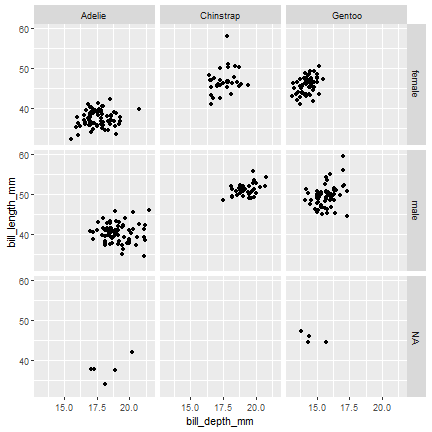 Adelie Chinstrap Gentoo
60
50
40
female
60
50
40
male
60
50
40
NA
bill_length_mm
15.0 17.5 20.0 15.0 17.5 20.0 15.0 17.5 20.0
bill_depth_mm